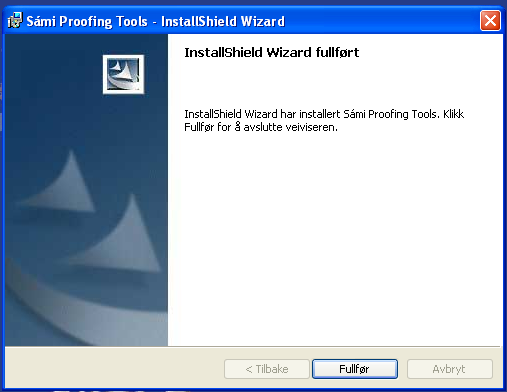 Sámi Proofing Tools - InstallShield Wizard
InstallShield Wizard fullført
InstallShield Wizard har installert Sámi Proofing Tools. Klikk
Fullfør for å avslutte veiviseren.
< Tilbake
Fullfør
Avbryt